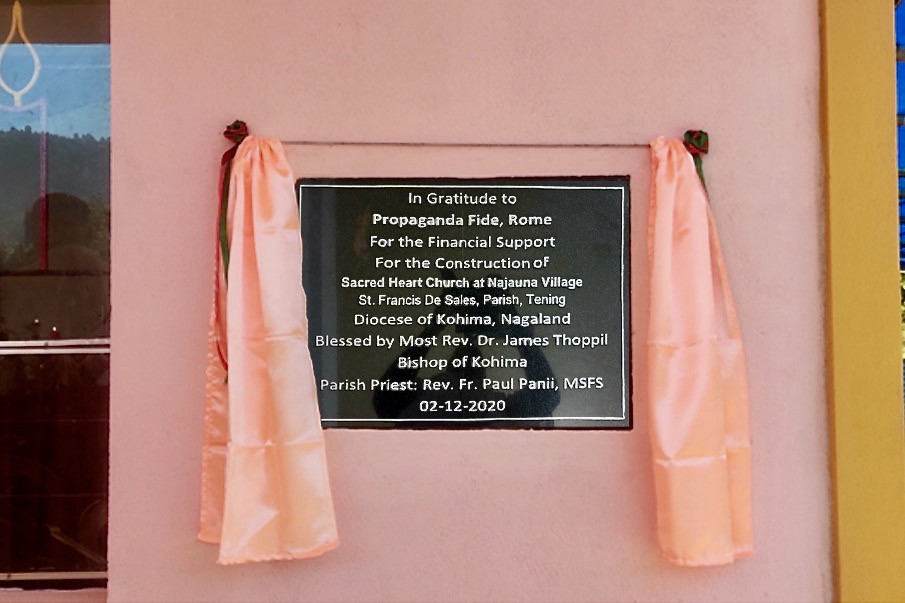 In Gratitude to
Propaganda Fide, Rome
For the Financial Support
For the Construction of
Sacred Heart Church at Najauna Village
St. Francis De Sales, Parish, Tening
Diocese of Kohima, Nagaland
Blessed by Most Rev. Dr. James Thoppil
Bishop of Kohima
Parish Priest: Rev. Fr. Paul Panii, MSFS
02-12-2020